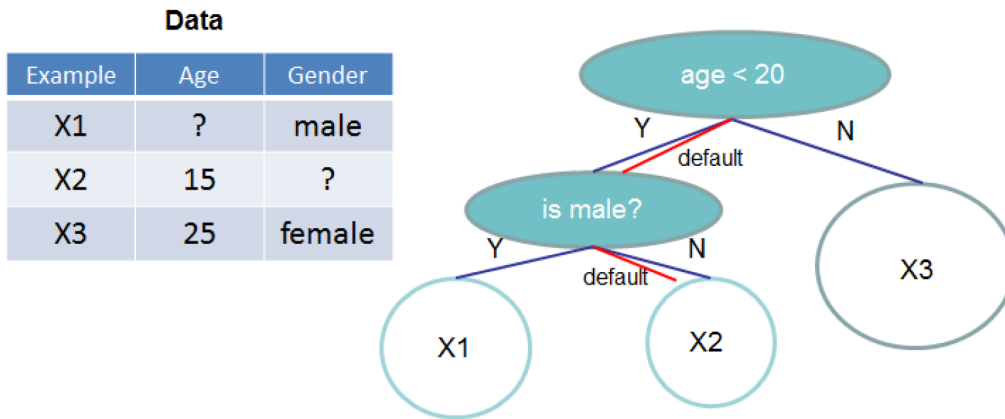 Data
Example Age Gender
X1 ? male
X2 15 ?
X3 25 female
age < 20
Y
N
default
is male?
Y
N
default
X1
X2
X3